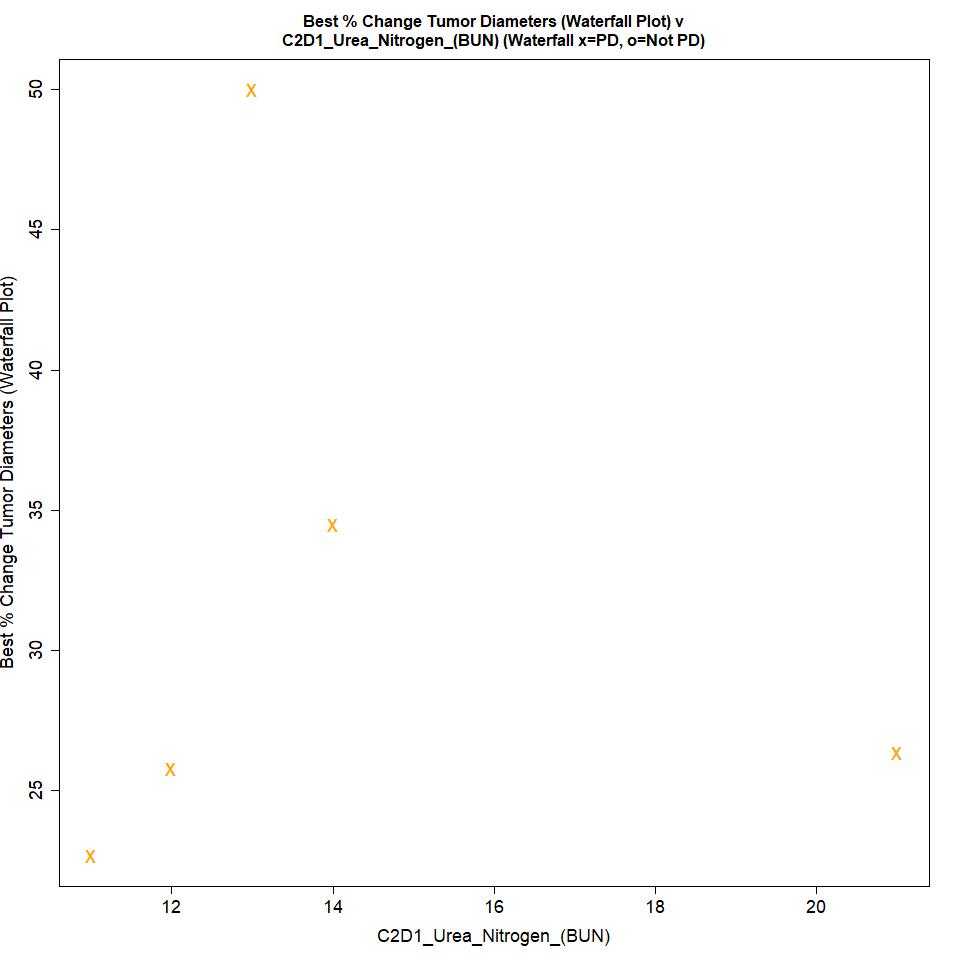 Best % Change Tumor Diameters (Waterfall Plot) v
C2D1_Urea_Nitrogen_(BUN) (Waterfall x=PD, o=Not PD)
Best % Change Tumor Diameters (Waterfall Plot)
50
45
40
35
30
25
X
X
X
X
X
12 14 16 18 20
C2D1_Urea_Nitrogen_(BUN)